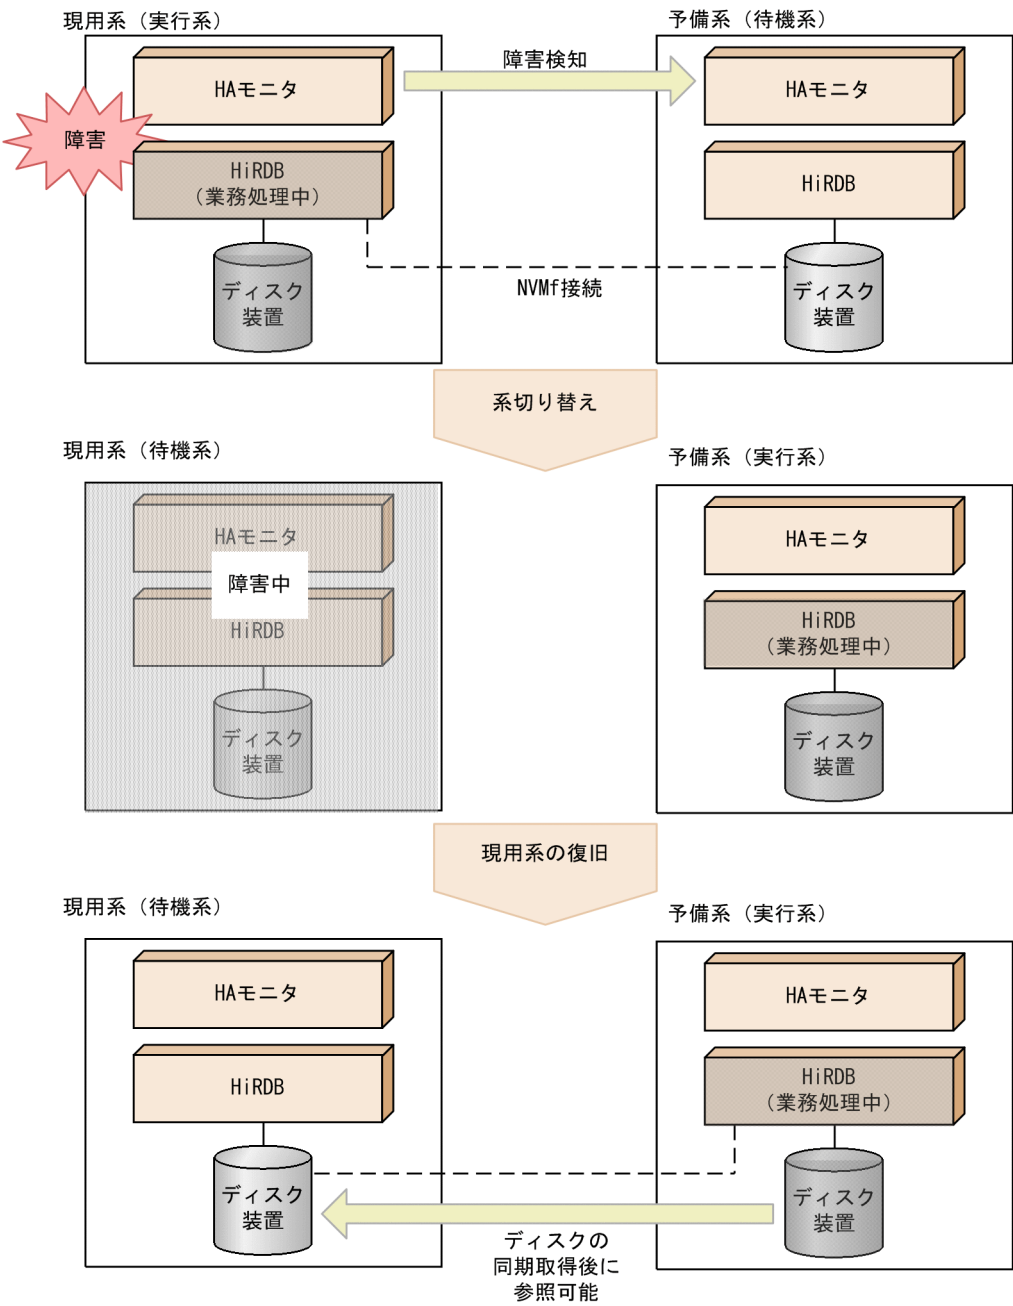 現用系（実行系）
予備系（待機系）
HAモニタ
障害検知
HAモニタ
障害
HiRDB
（業務処理中）
HiRDB
ディスク
装置
NVMf接続
ディスク
装置
系切り替え
現用系（待機系）
予備系（実行系）
HAモニタ
HAモニタ
障害中
HiRDB
HiRDB
（業務処理中）
ディスク
装置
ディスク
装置
現用系の復旧
現用系（待機系）
予備系（実行系）
HAモニタ
HAモニタ
HiRDB
HiRDB
（業務処理中）
ディスク
装置
ディスク
装置
ディスクの
同期取得後に
参照可能